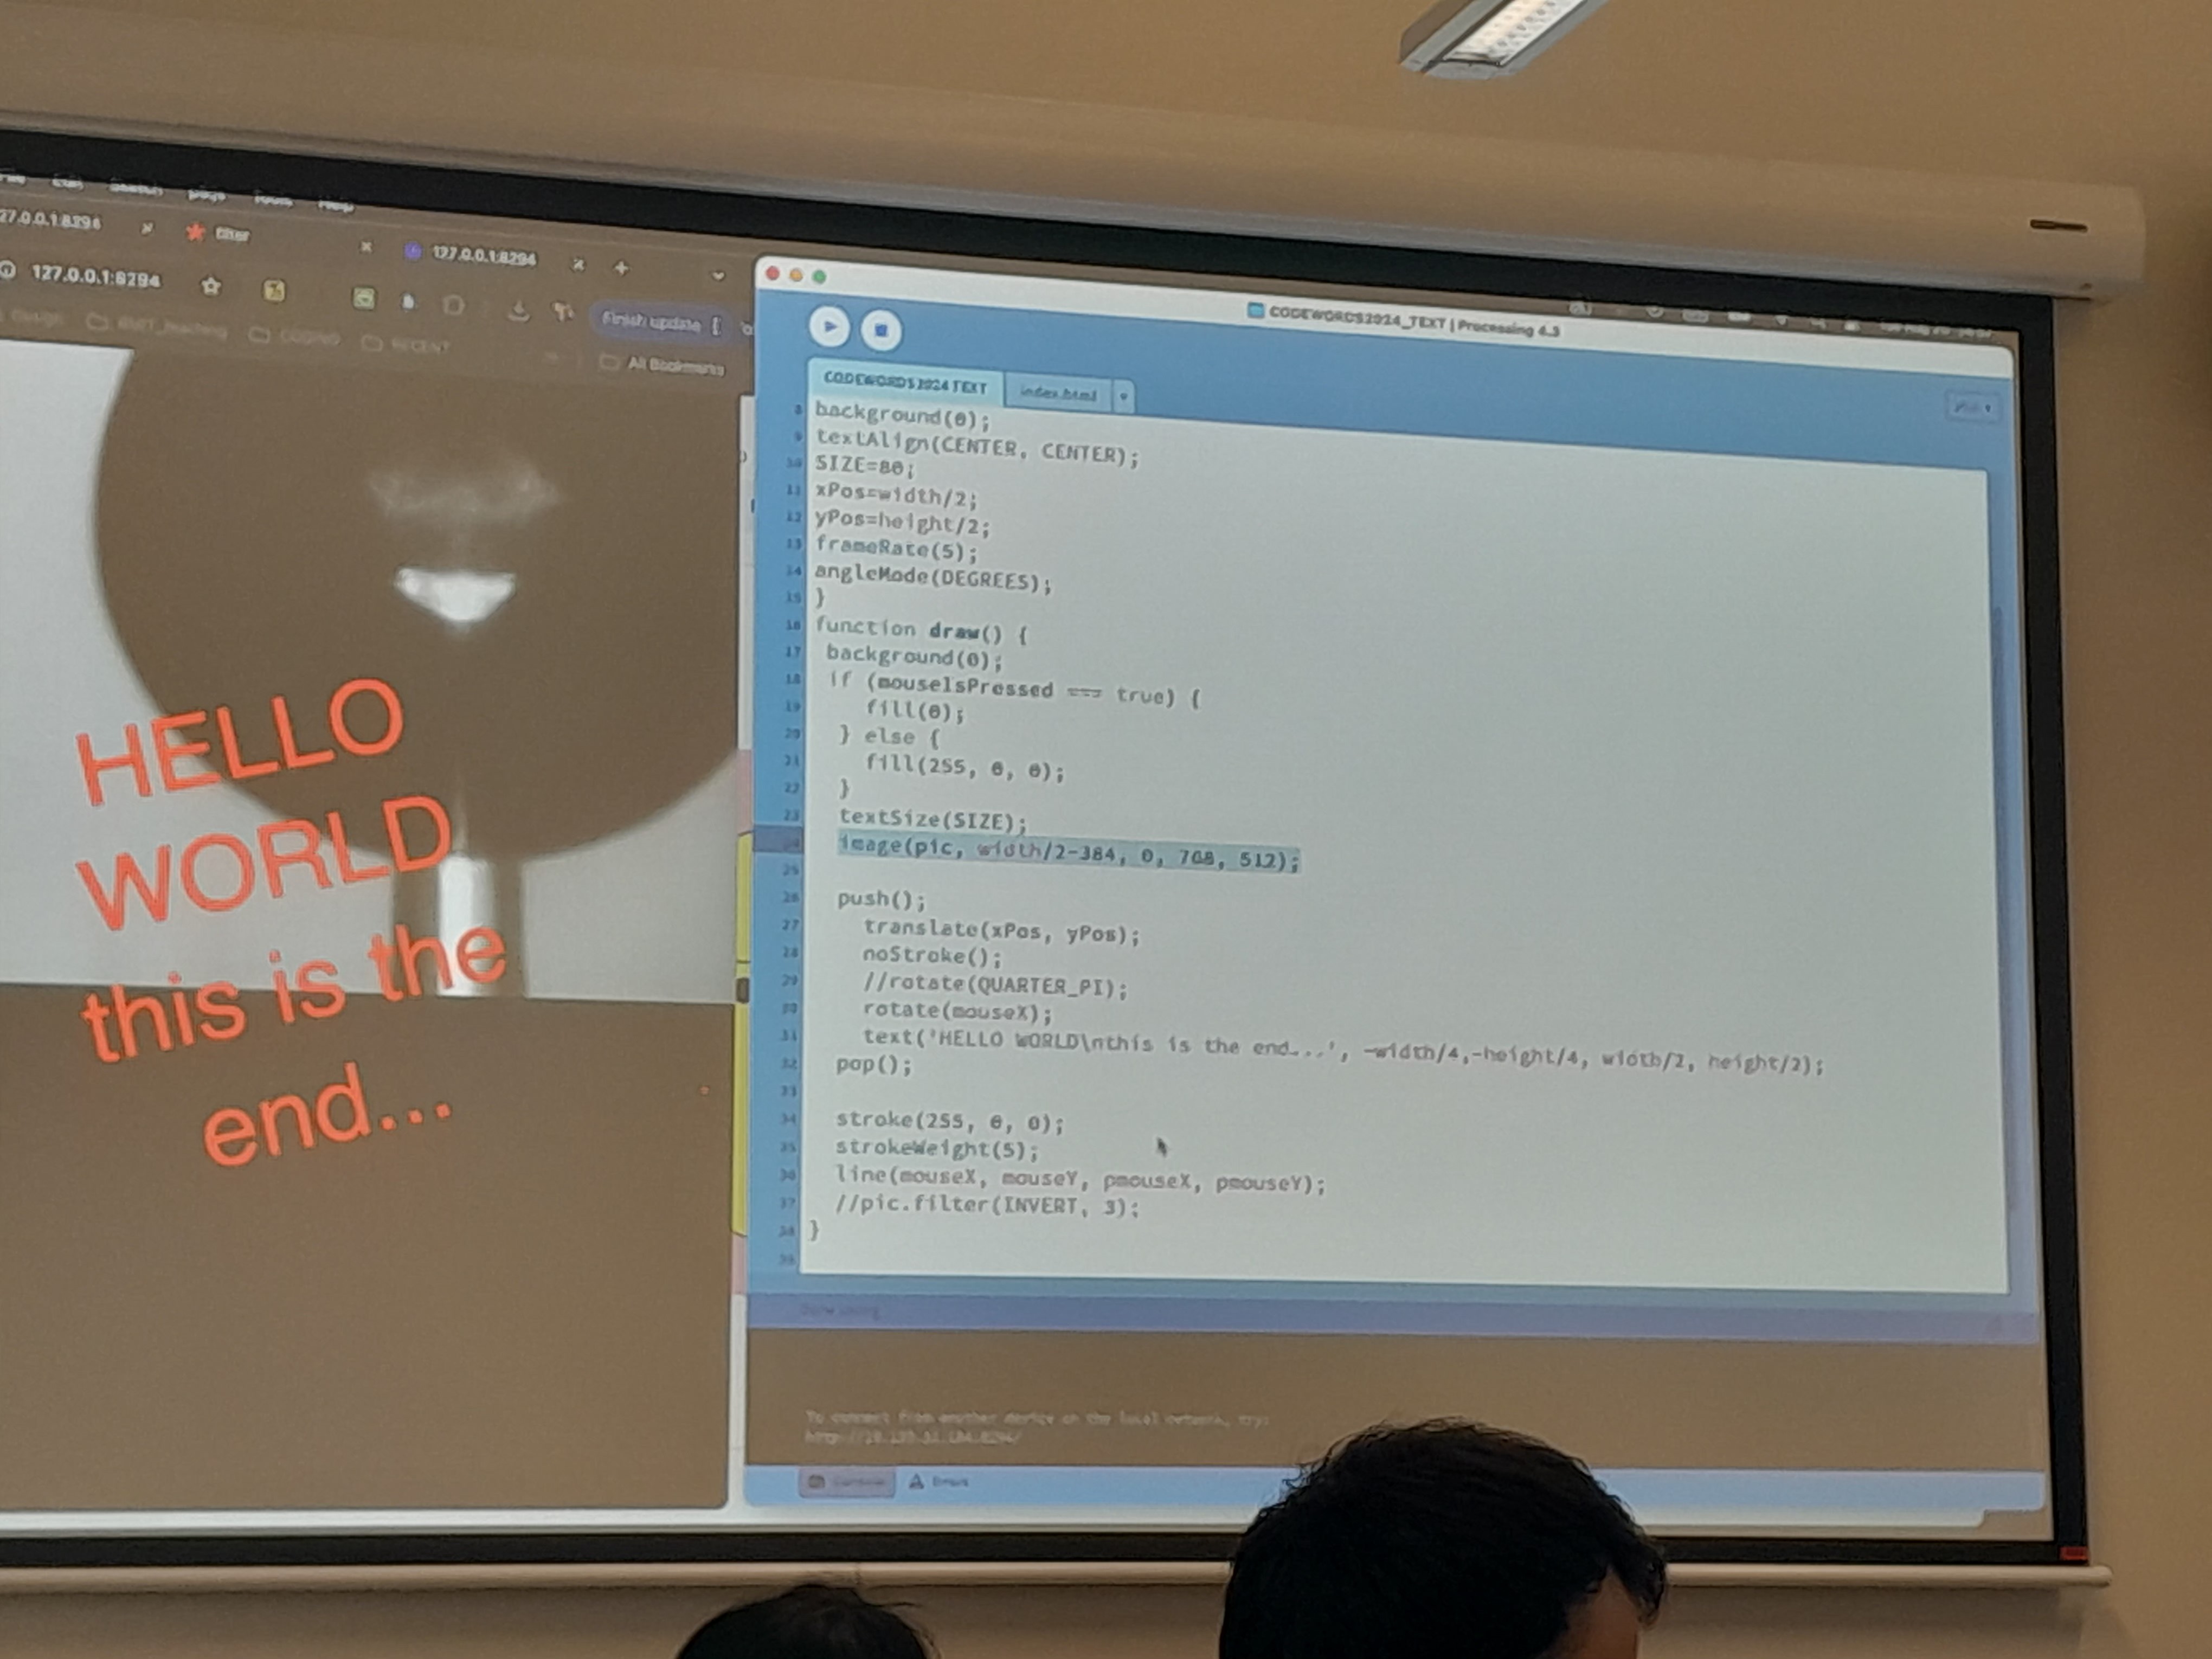 127.0.0.1:8294
127.0.0.1:8294
Finish update
All Bookmarks
HELLO
WORLD
this is the
end...
CODEWORDS2024_TEXT | Processing 4.3
CODEWORDS2024 TEXT
index.html
8 background(0);
9 textAlign(CENTER, CENTER);
10 SIZE=80;
11 xPos=width/2;
12 yPos=height/2;
13 frameRate(5);
14 angleMode(DEGREES);
15 }
16 function draw() {
17 background(0);
18 if (mouseIsPressed === true) {
19 fill(0);
20 } else {
21 fill(255, 0, 0);
22 }
23 textSize(SIZE);
24 image(pic, width/2-384, 0, 768, 512);
25
26 push();
27 translate(xPos, yPos);
28 noStroke();
29 //rotate(QUARTER_PI);
30 rotate(mouseX);
31 text('HELLO WORLD\nthis is the end...', -width/4,-height/4, width/2, height/2);
32 pop();
33
34 stroke(255, 0, 0);
35 strokeWeight(5);
36 line(mouseX, mouseY, pmouseX, pmouseY);
37 //pic.filter(INVERT, 3);
38 }
39
To connect from another device on the local network, try:
Console
Errors